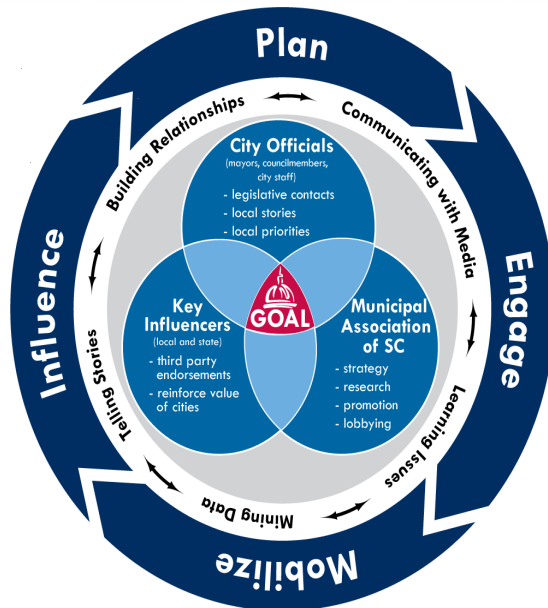 Plan
Engage
Mobilize
Influence
Building Relationships
Communicating with Media
Learning Issues
Mining Data
Telling Stories
City Officials
(mayors, councilmembers,
city staff)
- legislative contacts
- local stories
- local priorities
Key
Influencers
(local and state)
- third party
endorsements
- reinforce value
of cities
GOAL
Municipal
Association
of SC
- strategy
- research
- promotion
- lobbying